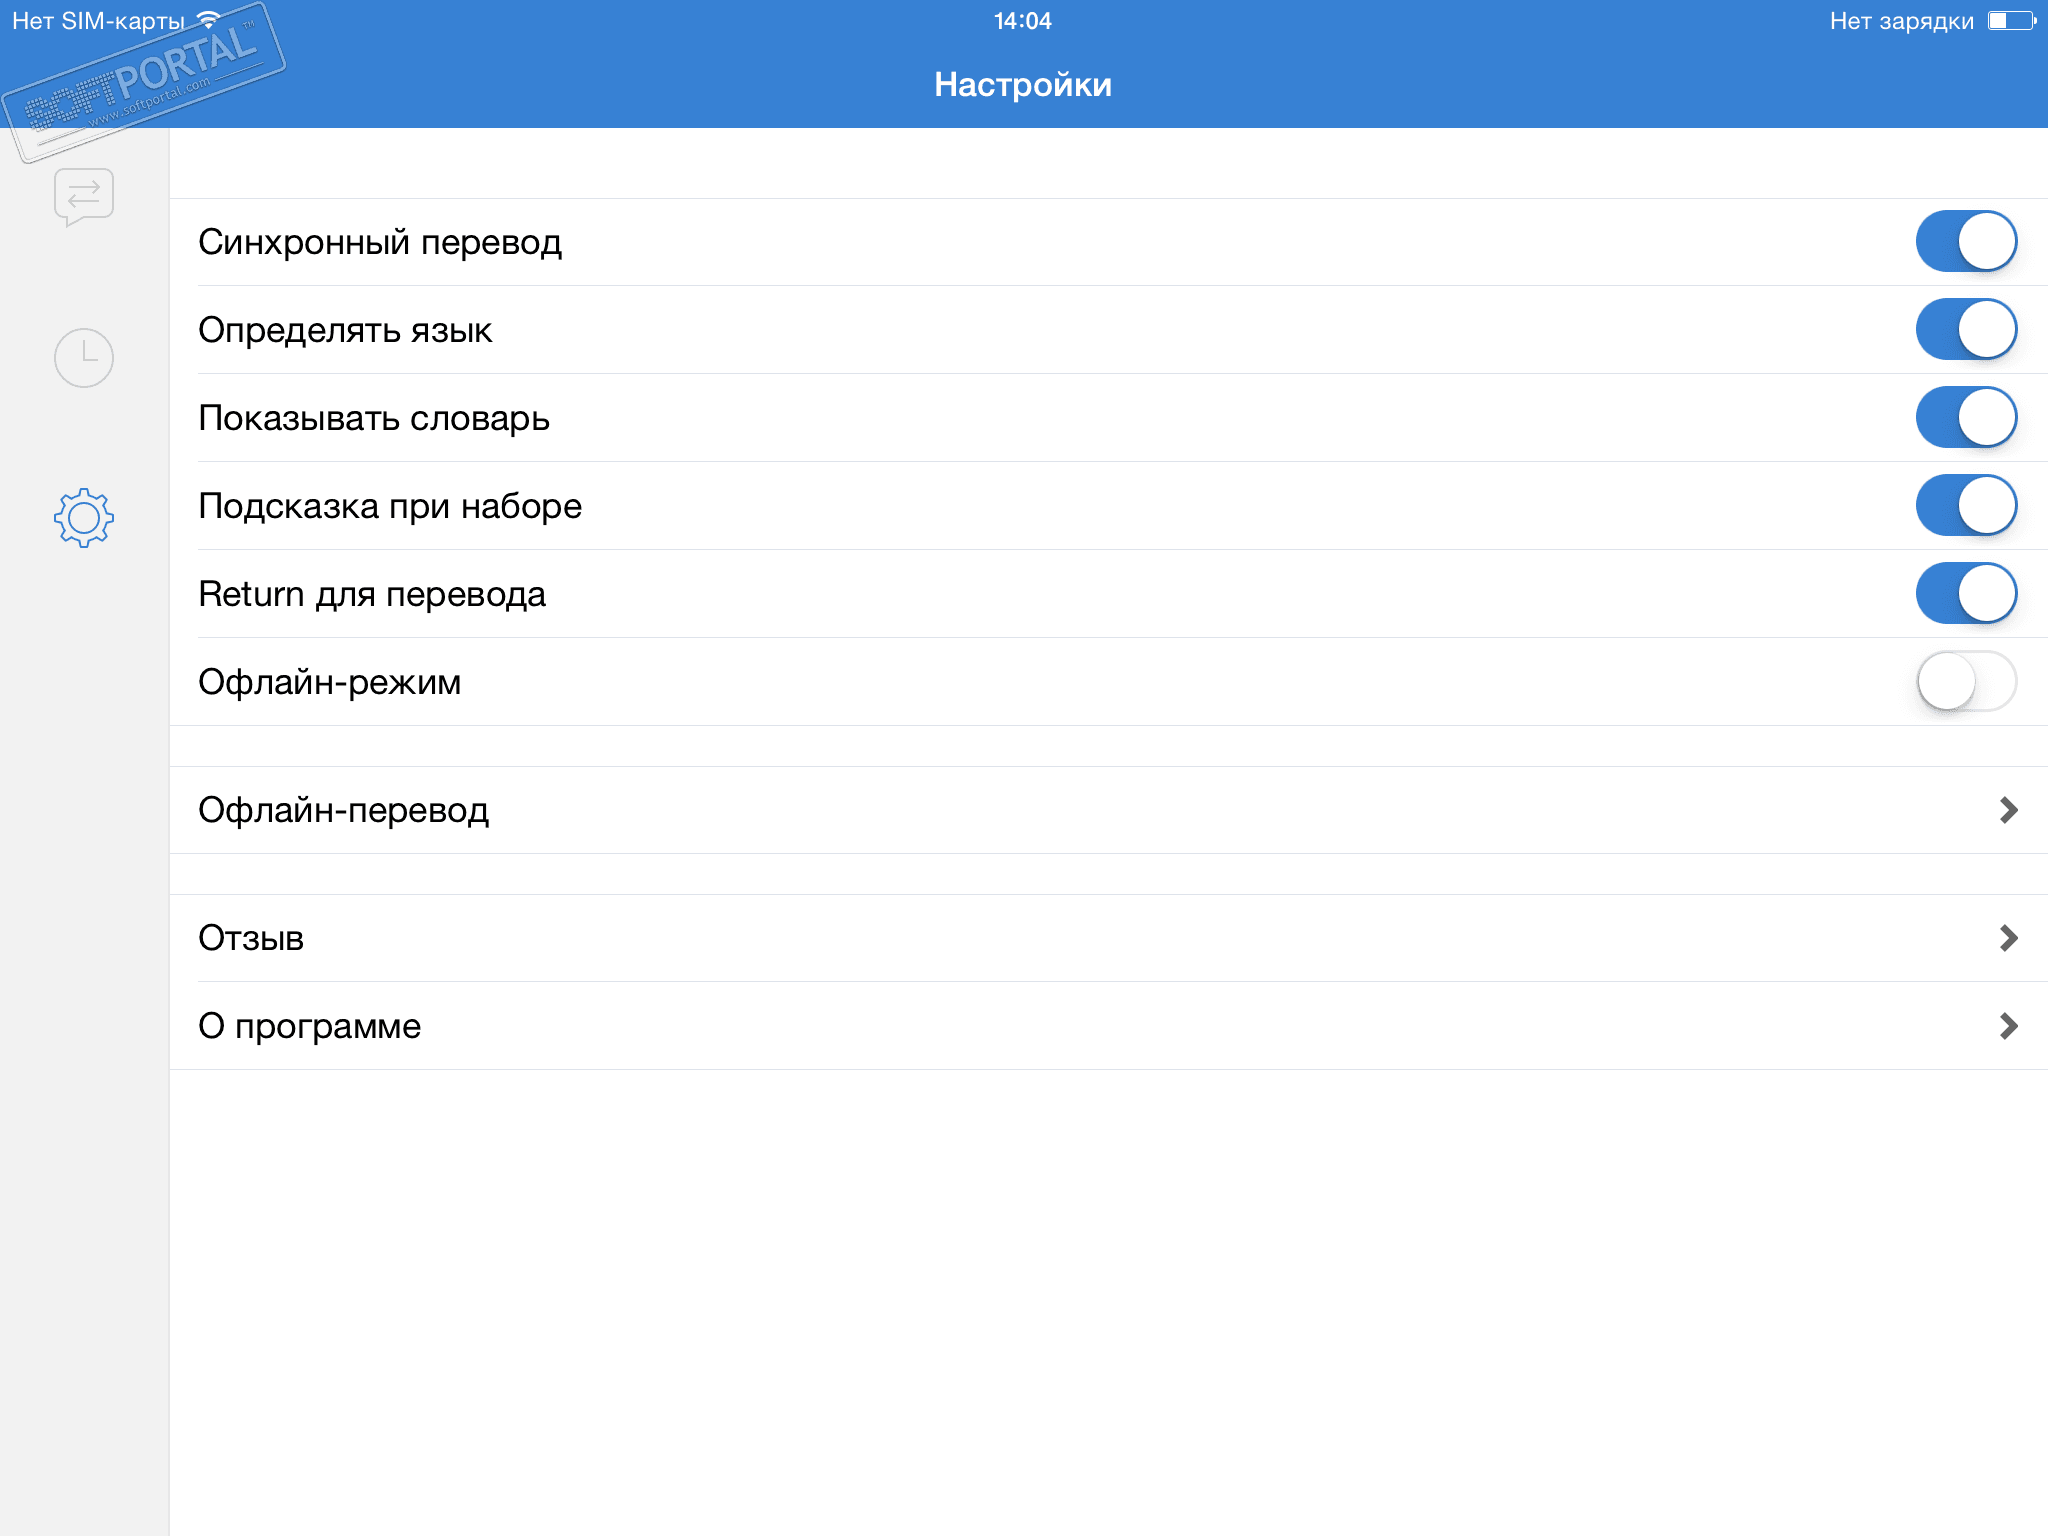 Нет SIM-карты
14:04
Нет зарядки
SOFTPORTAL™
www.softportal.com
Настройки
Синхронный перевод
Определять язык
Показывать словарь
Подсказка при наборе
Return для перевода
Офлайн-режим
Офлайн-перевод
Отзыв
О программе